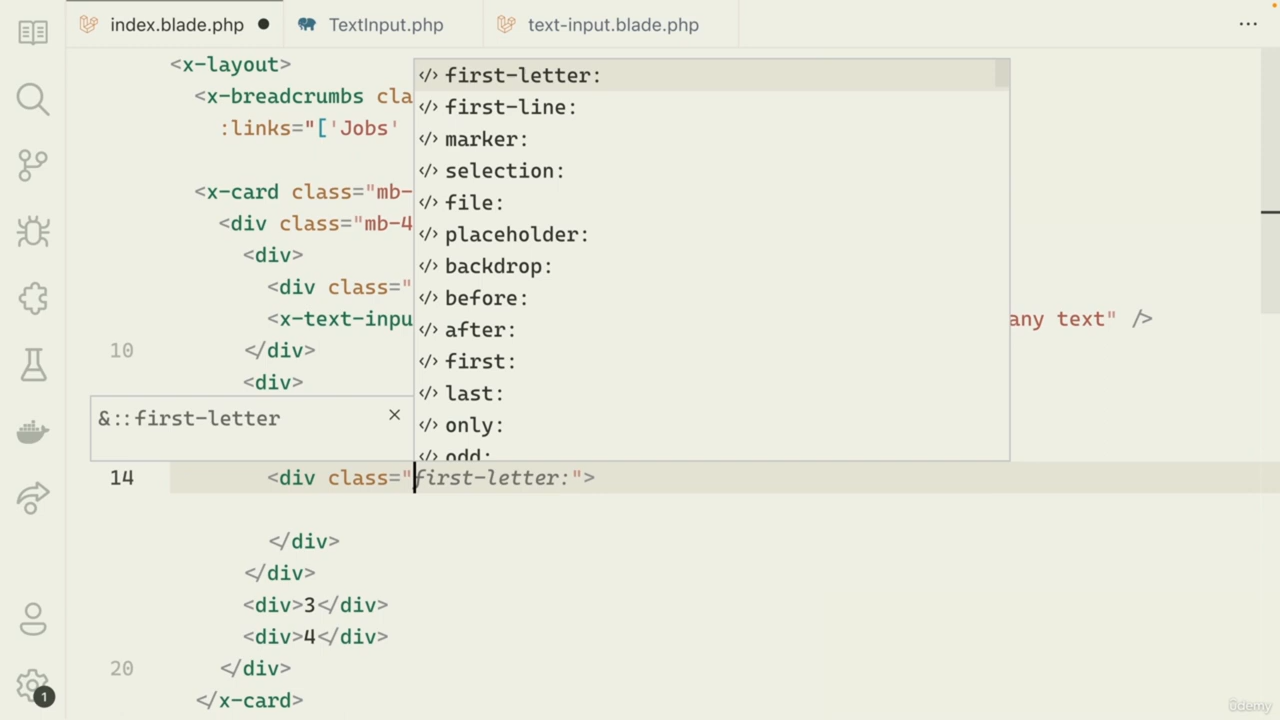 index.blade.php
TextInput.php
text-input.blade.php
<x-layout>
<x-breadcrumbs cla
:links="['Jobs'
<x-card class="mb-
<div class="mb-4
<div>
<div class="
<x-text-inpu
any text" />
10 </div>
<div>
first-letter:
first-line:
marker:
selection:
file:
placeholder:
backdrop:
before:
after:
first:
last:
only:
odd:
&::first-letter
14 <div class="first-letter:">
</div>
</div>
<div>3</div>
<div>4</div>
20 </div>
</x-card>
1
ûdemy